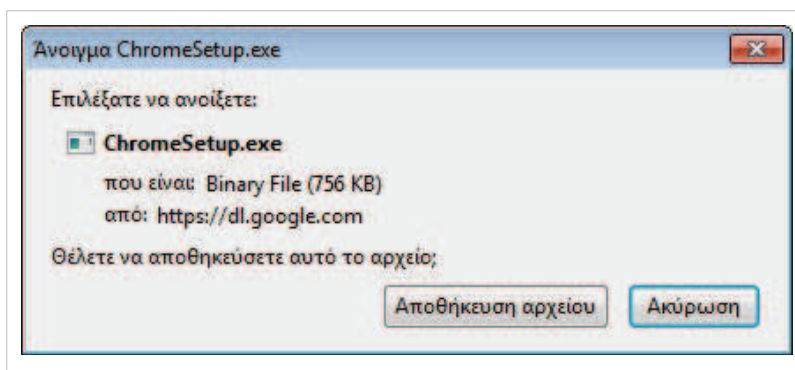 Άνοιγμα ChromeSetup.exe
Επιλέξατε να ανοίξετε:
ChromeSetup.exe
που είναι: Binary File (756 KB)
από: https://dl.google.com
Θέλετε να αποθηκεύσετε αυτό το αρχείο;
Αποθήκευση αρχείου Ακύρωση